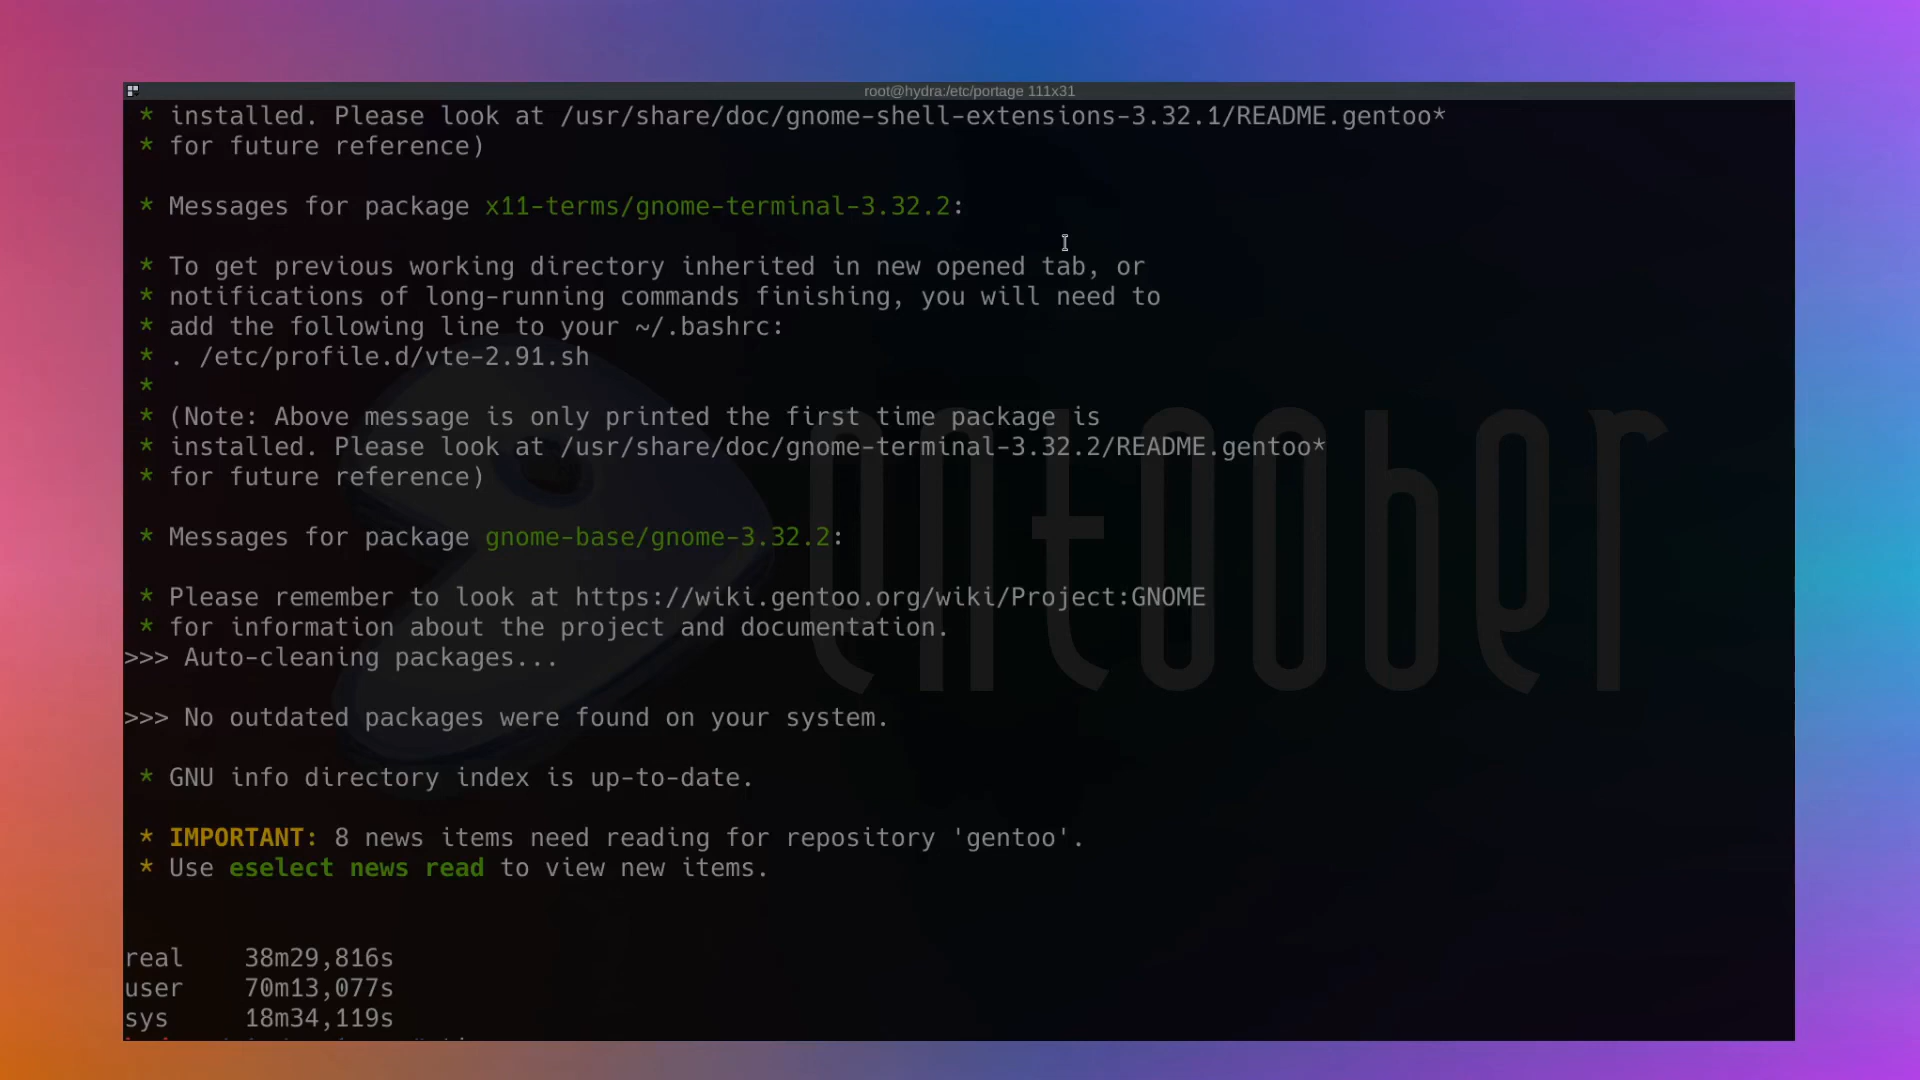 root@hydra:/etc/portage 111x31
* installed. Please look at /usr/share/doc/gnome-shell-extensions-3.32.1/README.gentoo*
* for future reference)
* Messages for package x11-terms/gnome-terminal-3.32.2:
* To get previous working directory inherited in new opened tab, or
* notifications of long-running commands finishing, you will need to
* add the following line to your ~/.bashrc:
* . /etc/profile.d/vte-2.91.sh
*
* (Note: Above message is only printed the first time package is
* installed. Please look at /usr/share/doc/gnome-terminal-3.32.2/README.gentoo*
* for future reference)
* Messages for package gnome-base/gnome-3.32.2:
* Please remember to look at https://wiki.gentoo.org/wiki/Project:GNOME
* for information about the project and documentation.
>>> Auto-cleaning packages...
>>> No outdated packages were found on your system.
* GNU info directory index is up-to-date.
* IMPORTANT: 8 news items need reading for repository 'gentoo'.
* Use eselect news read to view new items.
real 38m29,816s
user 70m13,077s
sys 18m34,119s
entoober